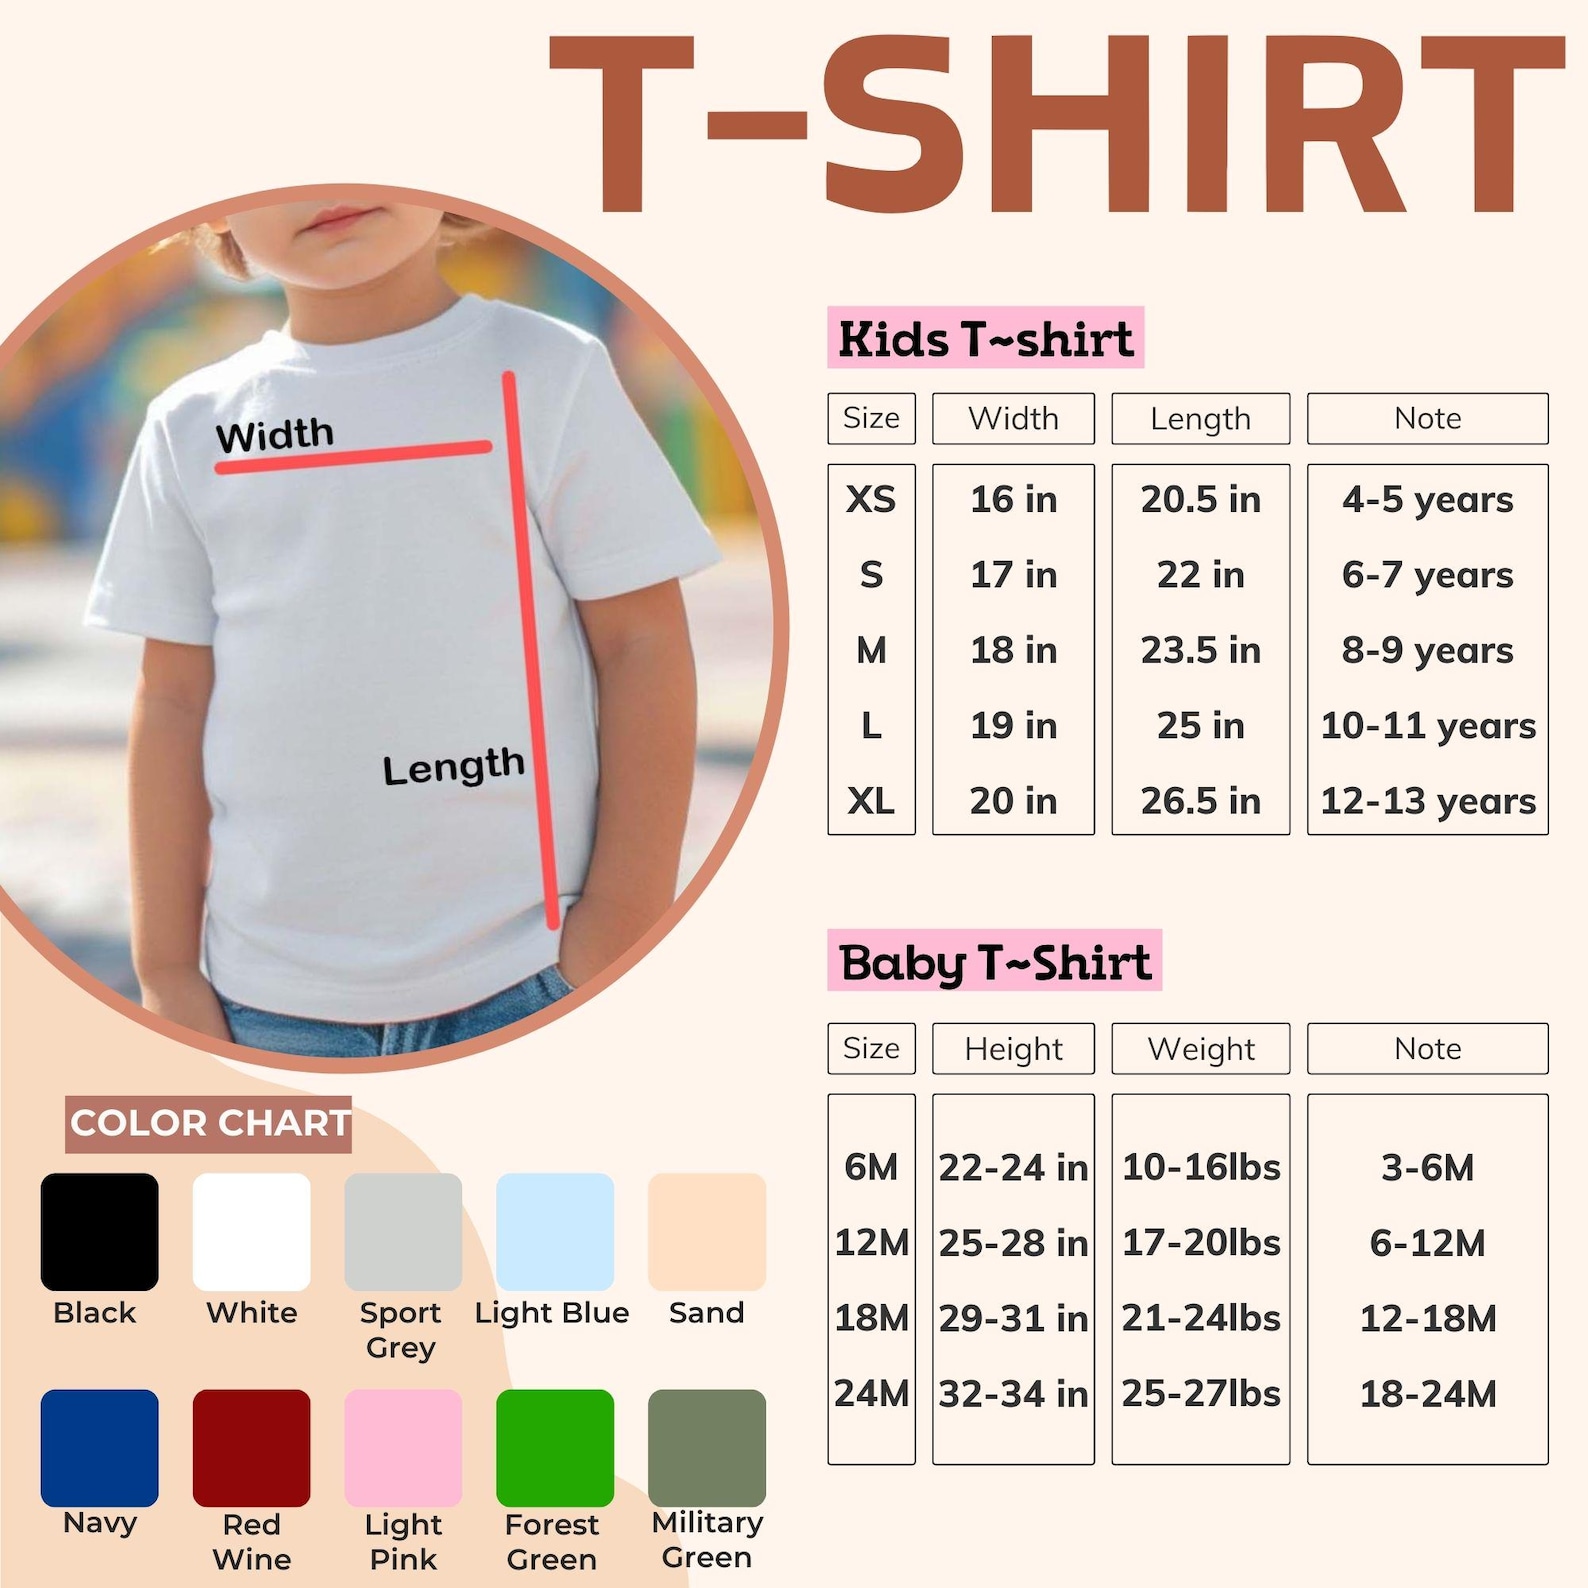 T-SHIRT
Width
Length
Kids T~shirt
Size Width Length Note
XS 16 in 20.5 in 4-5 years
S 17 in 22 in 6-7 years
M 18 in 23.5 in 8-9 years
L 19 in 25 in 10-11 years
XL 20 in 26.5 in 12-13 years
Baby T~Shirt
Size Height Weight Note
6M 22-24 in 10-16lbs 3-6M
12M 25-28 in 17-20lbs 6-12M
18M 29-31 in 21-24lbs 12-18M
24M 32-34 in 25-27lbs 18-24M
COLOR CHART
Black
White
Sport
Grey
Light Blue
Sand
Navy
Red
Wine
Light
Pink
Forest
Green
Military
Green